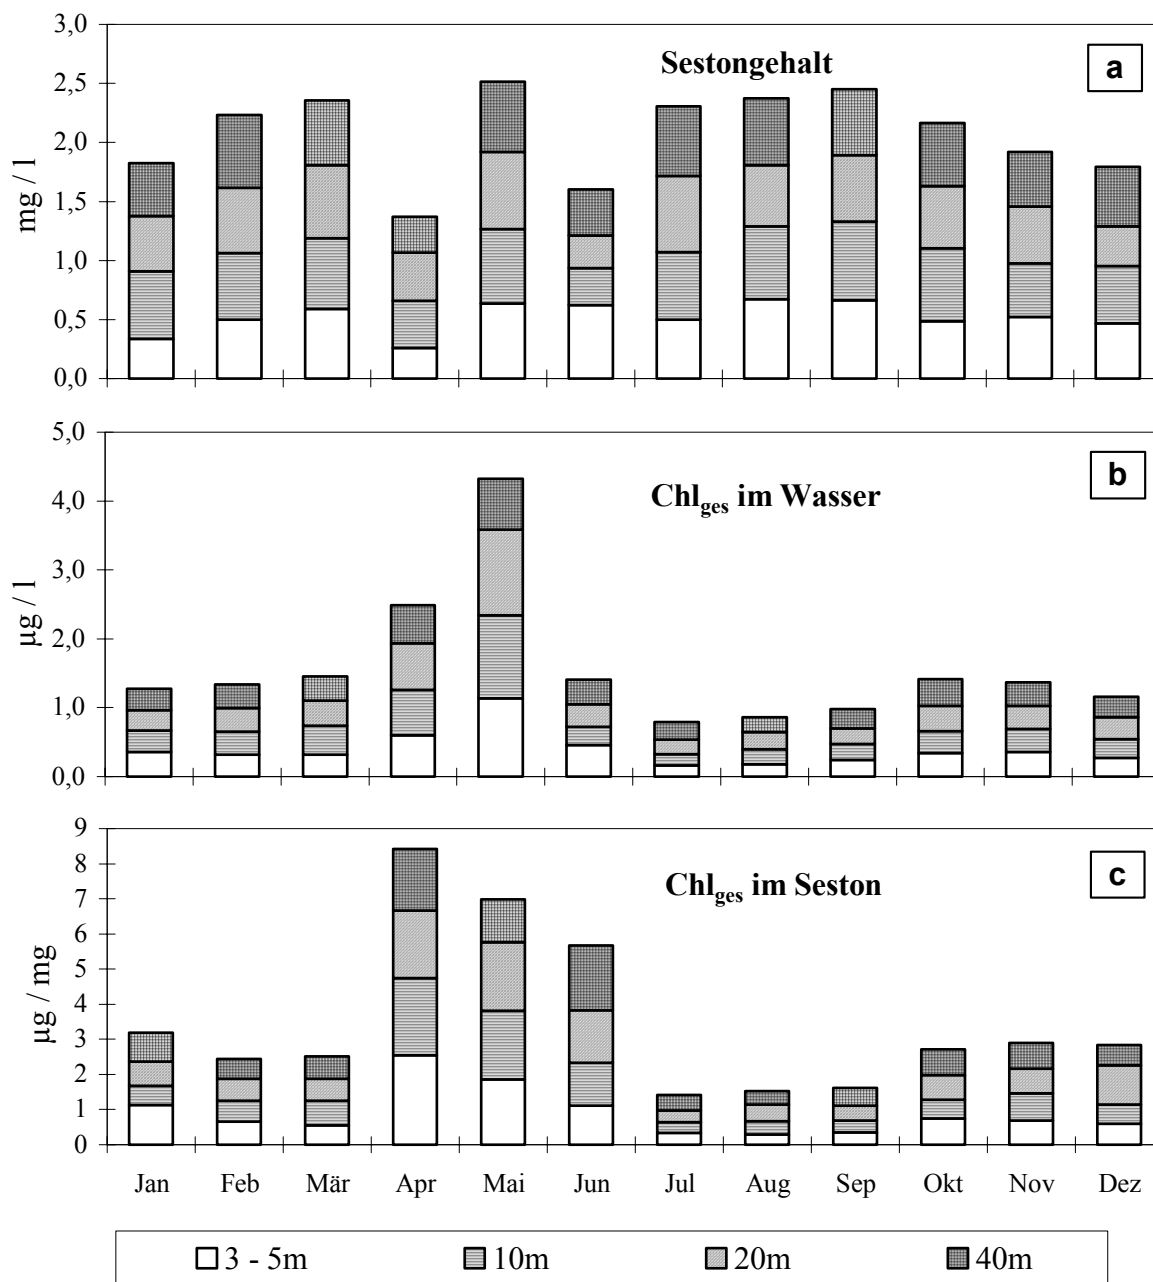 3,0
Sestongehalt
a
2,5
2,0
mg / l
1,5
1,0
0,5
0,0
5,0
b
Chlges im Wasser
4,0
3,0
µg / l
2,0
1,0
0,0
9
8
c
Chlges im Seston
7
6
5
µg / mg
4
3
2
1
0
Jan Feb Mär Apr Mai Jun Jul Aug Sep Okt Nov Dez
3 - 5m 10m 20m 40m